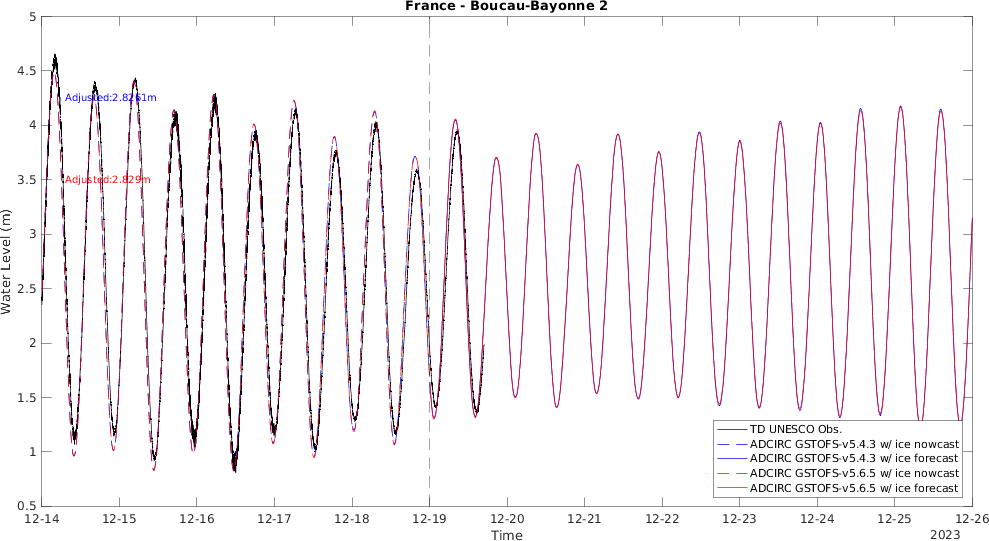 France - Boucau-Bayonne 2
5
4.5
4
3.5
3
2.5
2
1.5
1
0.5
Water Level (m)
Adjusted:2.8261m
Adjusted:2.829m
TD UNESCO Obs.
ADCIRC GSTOFS-v5.4.3 w/ ice nowcast
ADCIRC GSTOFS-v5.4.3 w/ ice forecast
ADCIRC GSTOFS-v5.6.5 w/ ice nowcast
ADCIRC GSTOFS-v5.6.5 w/ ice forecast
12-14 12-15 12-16 12-17 12-18 12-19 12-20 12-21 12-22 12-23 12-24 12-25 12-26
Time
2023